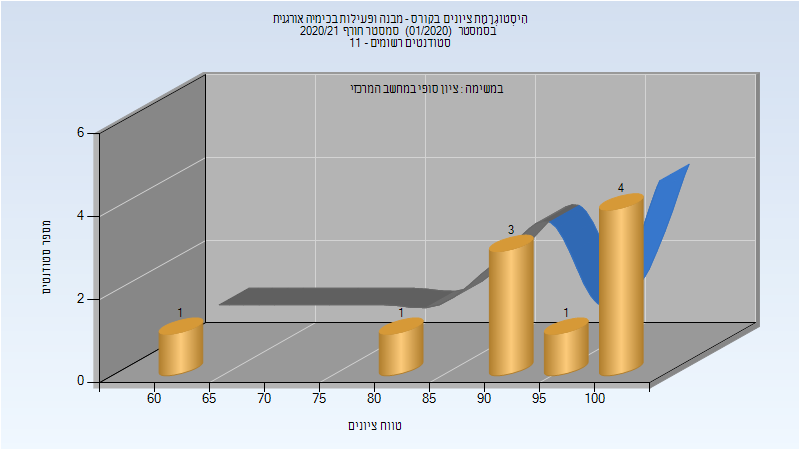 היסטוגרמת ציונים בקורס - מבנה ופעילות בכימיה אורגנית
בסמסטר (01/2020) סמסטר חורף 2020/21
סטודנטים רשומים - 11
במשימה : ציון סופי במחשב המרכזי
מספר סטודנטים
6
4
2
0
1
1
3
1
4
60 65 70 75 80 85 90 95 100
טווח ציונים